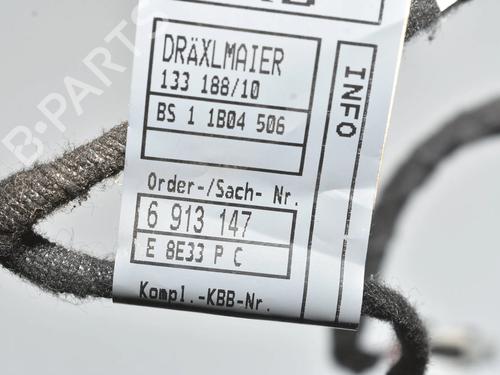 DRÄXLMAIER
133 188/10
BS 1 1B04 506
INFO
Order-/Sach- Nr.
6 913 147
E 8E33 P C
Kompl.-KBB-Nr.
B-PARTS